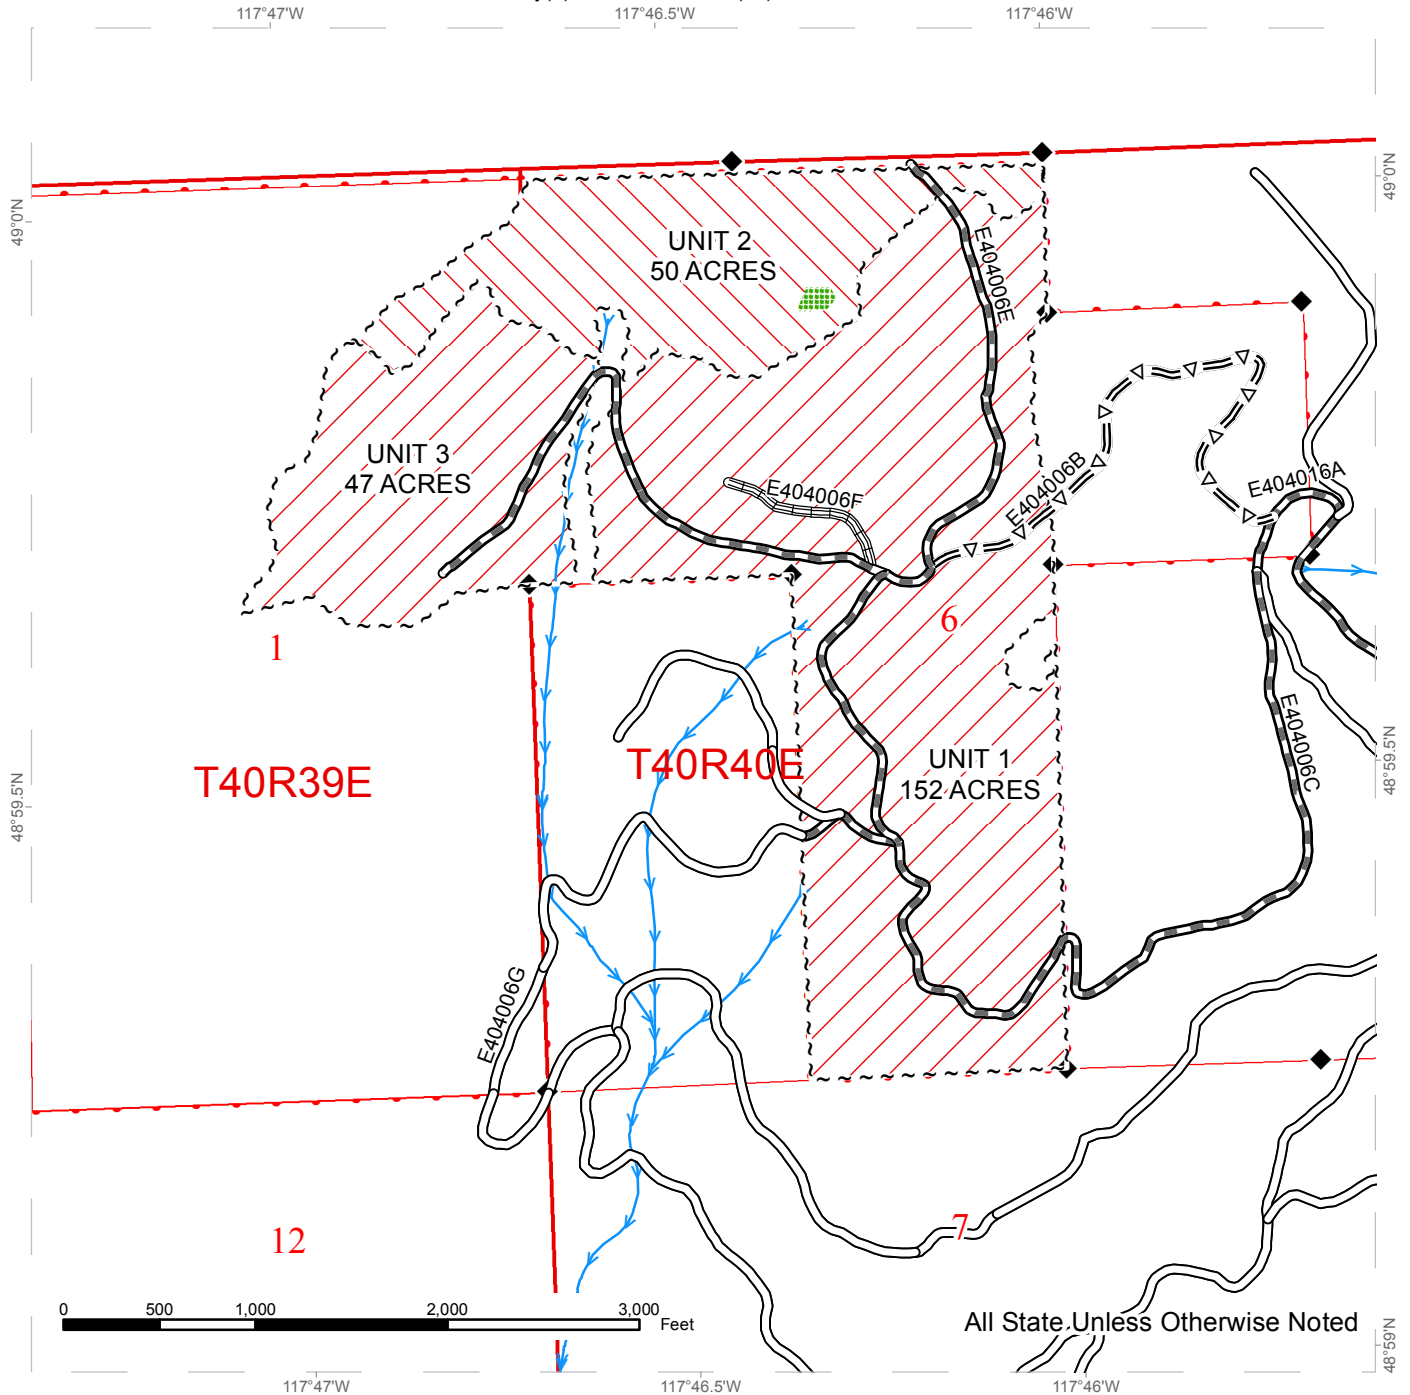 117°47'W
117°46.5'W
117°46'W
49°0'N
49°0'N
UNIT 2
50 ACRES
E404006E
UNIT 3
47 ACRES
E404006F
E404006B
E404016A
6
1
T40R39E
T40R40E
UNIT 1
152 ACRES
E404006C
48°59.5'N
48°59.5'N
E404006G
12
7
0
500
1,000
2,000
3,000
Feet
All State Unless Otherwise Noted
48°59'N
117°47'W
117°46.5'W
117°46'W